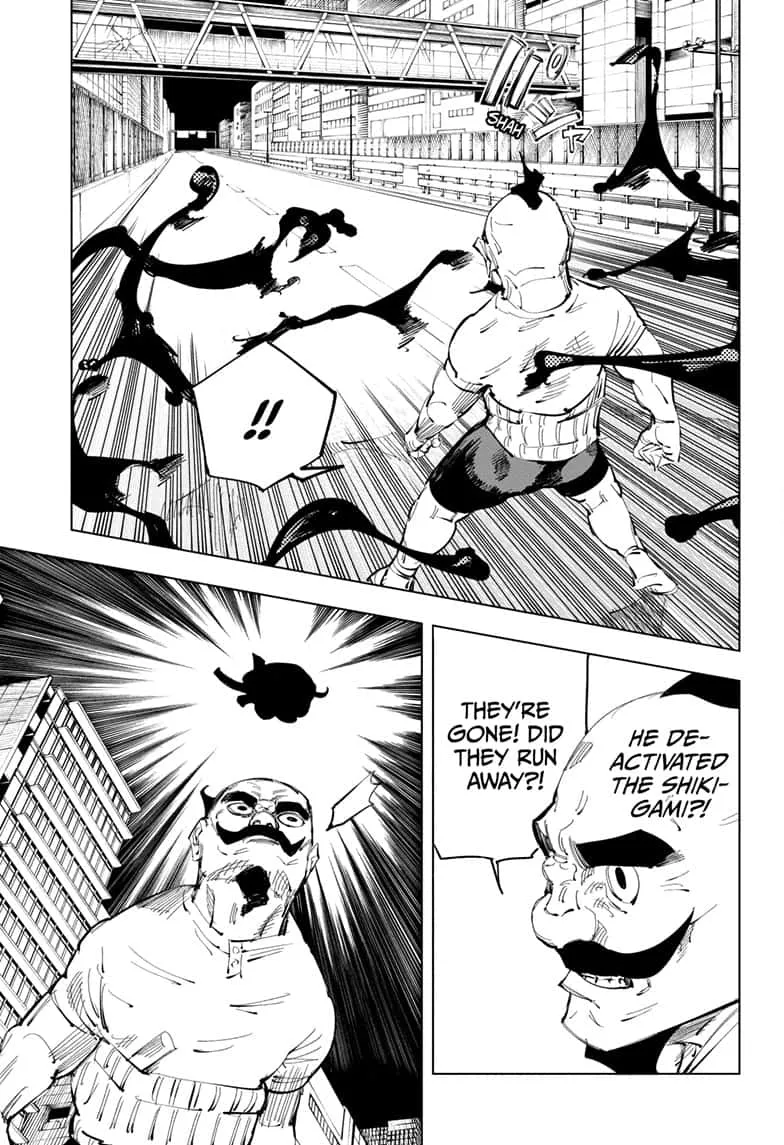 パシャ
SHAH
!!
HE DE-
ACTIVATED
THE SHIKI-
GAMI?!
THEY'RE
GONE! DID
THEY RUN
AWAY?!